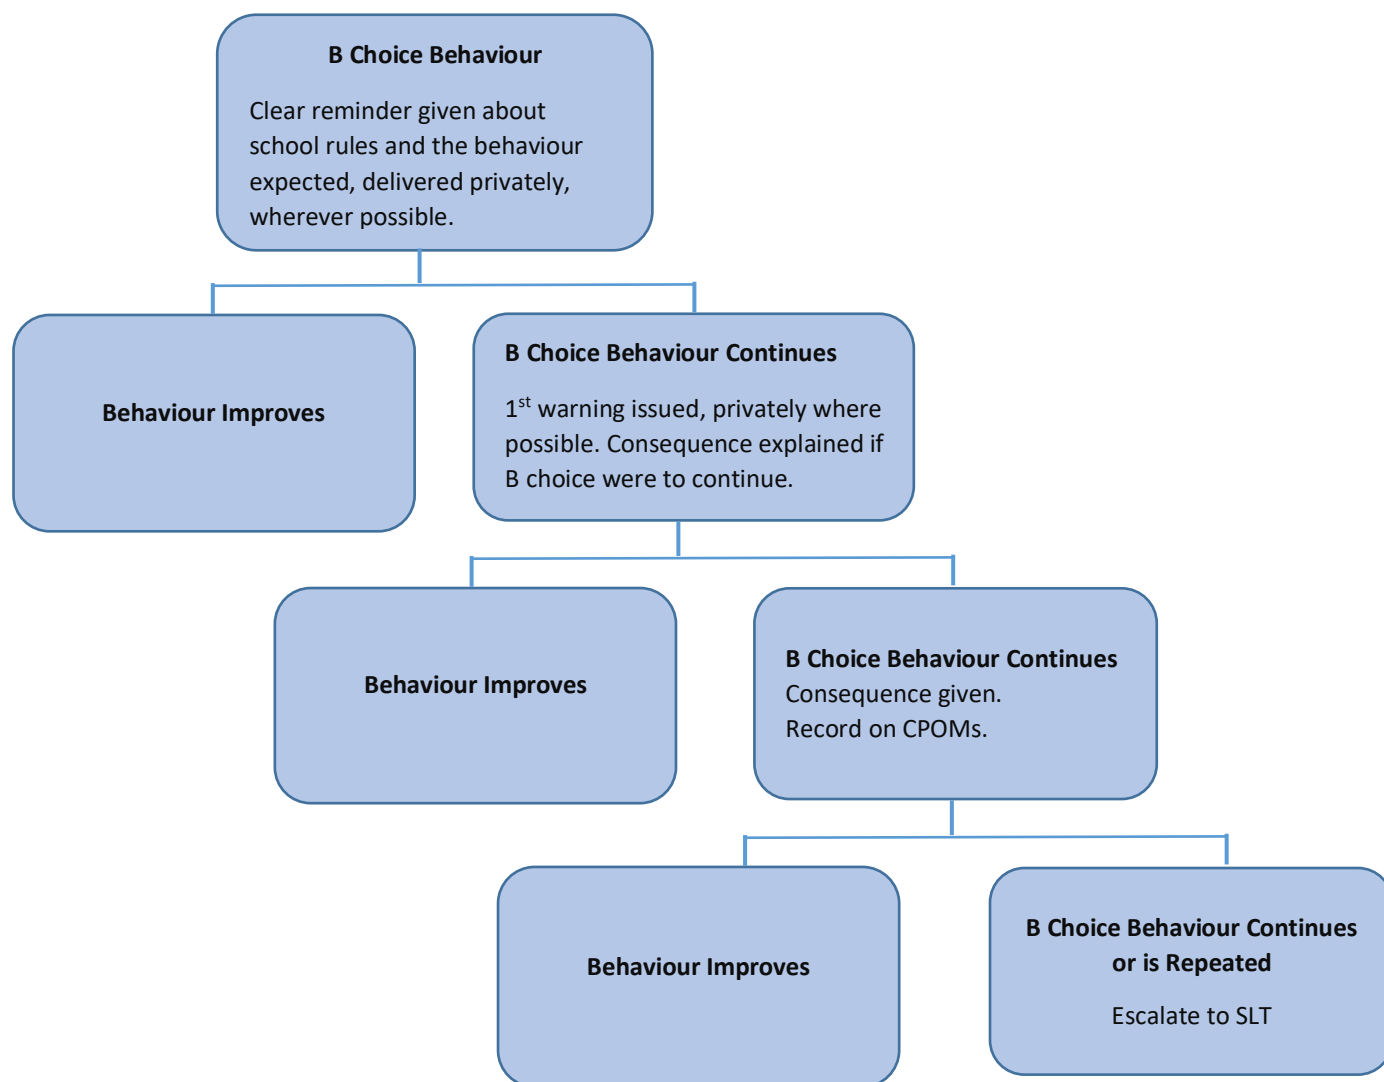 B Choice Behaviour
Clear reminder given about
school rules and the behaviour
expected, delivered privately,
wherever possible.
Behaviour Improves
B Choice Behaviour Continues
1st warning issued, privately where
possible. Consequence explained if
B choice were to continue.
Behaviour Improves
B Choice Behaviour Continues
Consequence given.
Record on CPOMs.
Behaviour Improves
B Choice Behaviour Continues
or is Repeated
Escalate to SLT